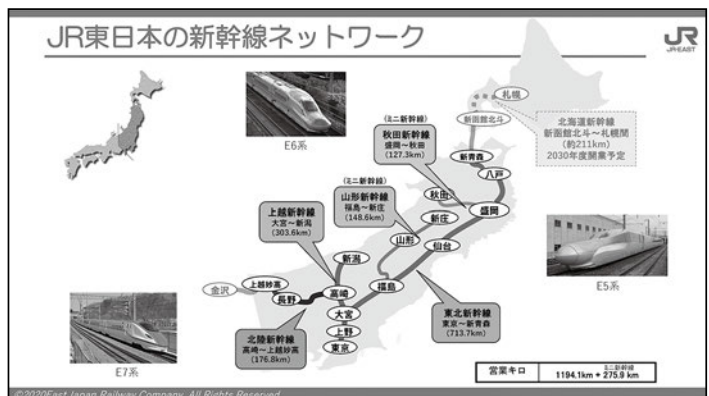 JR東日本の新幹線ネットワーク
JR
JR-EAST
E6系
札幌
新函館北斗
北海道新幹線
新函館北斗～札幌間
(約211km)
2030年度開業予定
(ミニ新幹線)
秋田新幹線
盛岡～秋田
(127.3km)
新青森
八戸
(ミニ新幹線)
山形新幹線
福島～新庄
(148.6km)
秋田
盛岡
新庄
上越新幹線
大宮～新潟
(303.6km)
山形
仙台
新潟
E5系
金沢
上越妙高
長野
高崎
福島
大宮
上野
東京
東北新幹線
東京～新青森
(713.7km)
北陸新幹線
高崎～上越妙高
(176.8km)
E7系
営業キロ
ミニ新幹線
1194.1km + 275.9 km
©2020East Japan Railway Company. All Rights Reserved.